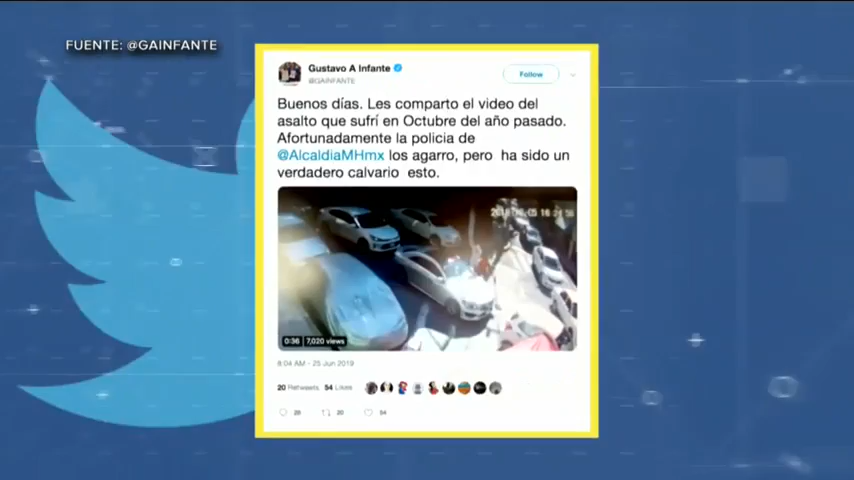 FUENTE: @GAINFANTE
Gustavo A Infante
@GAINFANTE
Follow
Buenos días. Les comparto el video del
asalto que sufrí en Octubre del año pasado.
Afortunadamente la policia de
@AlcaldiaMHmx los agarro, pero ha sido un
verdadero calvario esto.
0:36 7,020 views
8:04 AM - 25 Jun 2019
20 Retweets 54 Likes
20 54